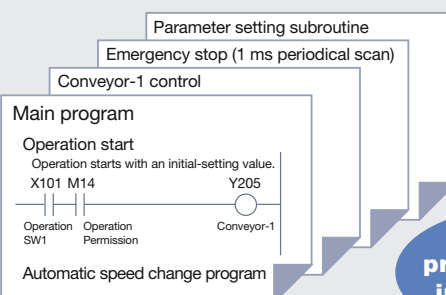 Parameter setting subroutine
Emergency stop (1 ms periodical scan)
Conveyor-1 control
Main program
Operation start
Operation starts with an initial-setting value.
X101 M14 Y205
Operation SW1
Operation Permission
Conveyor-1
Automatic speed change program